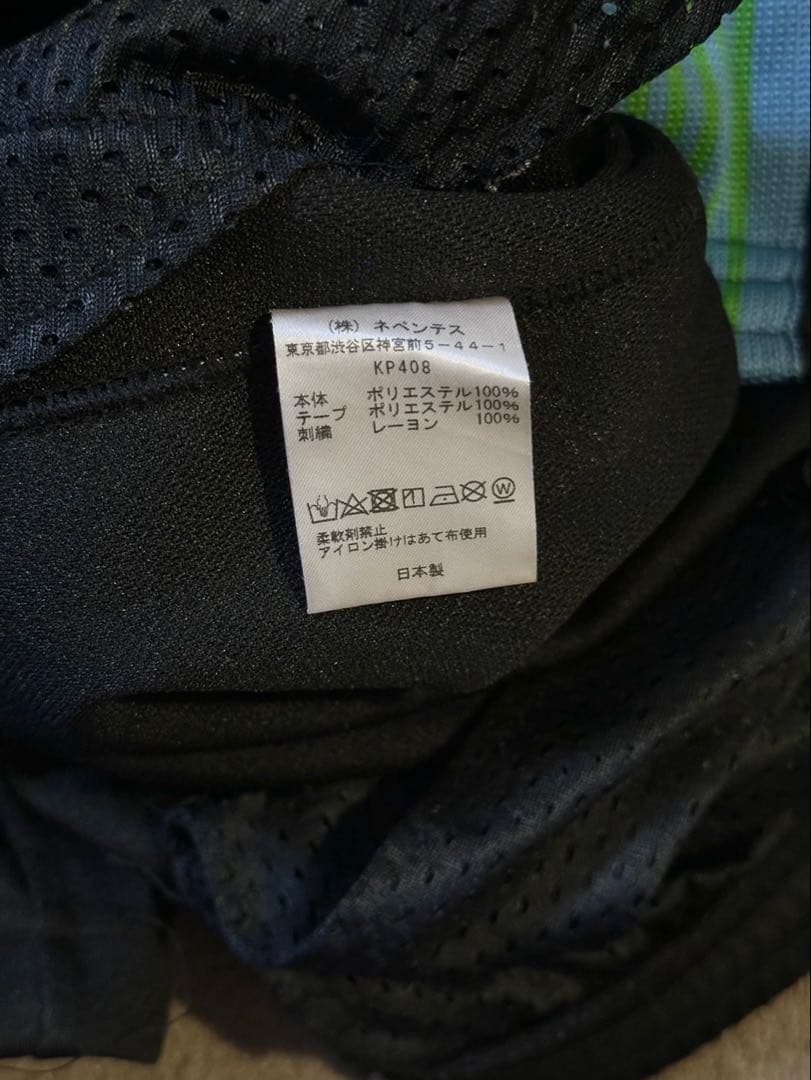 (株) ネペンテス
東京都渋谷区神宮前5-44-1
KP408
本体 ポリエステル100%
テープ ポリエステル100%
刺繍 レーヨン 100%
柔軟剤禁止
アイロン掛けはあて布使用
日本製